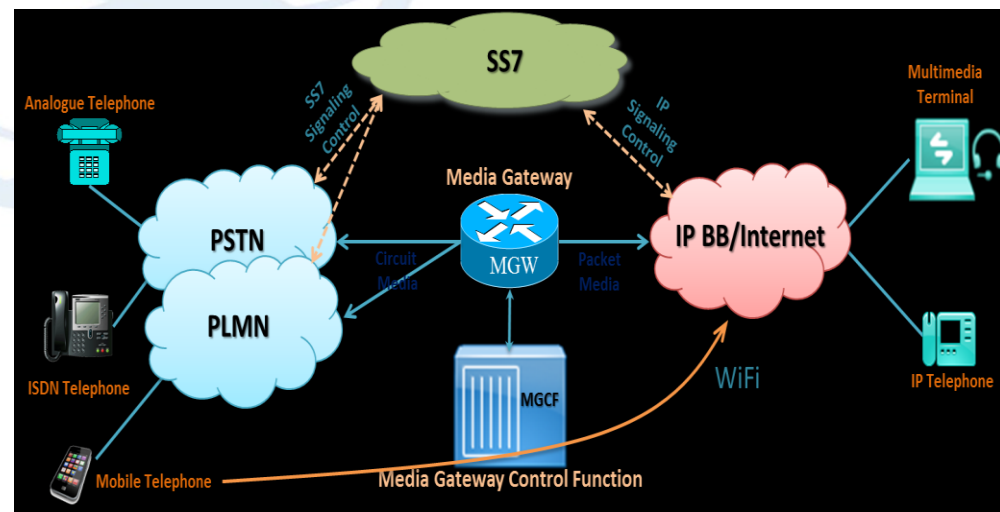 SS7
Analogue Telephone
SS7
Signaling
Control
IP
Signaling
Control
Multimedia
Terminal
Media Gateway
PSTN
IP BB/Internet
Circuit
Media
MGW
Packet
Media
PLMN
MGCF
WiFi
ISDN Telephone
IP Telephone
Mobile Telephone
Media Gateway Control Function